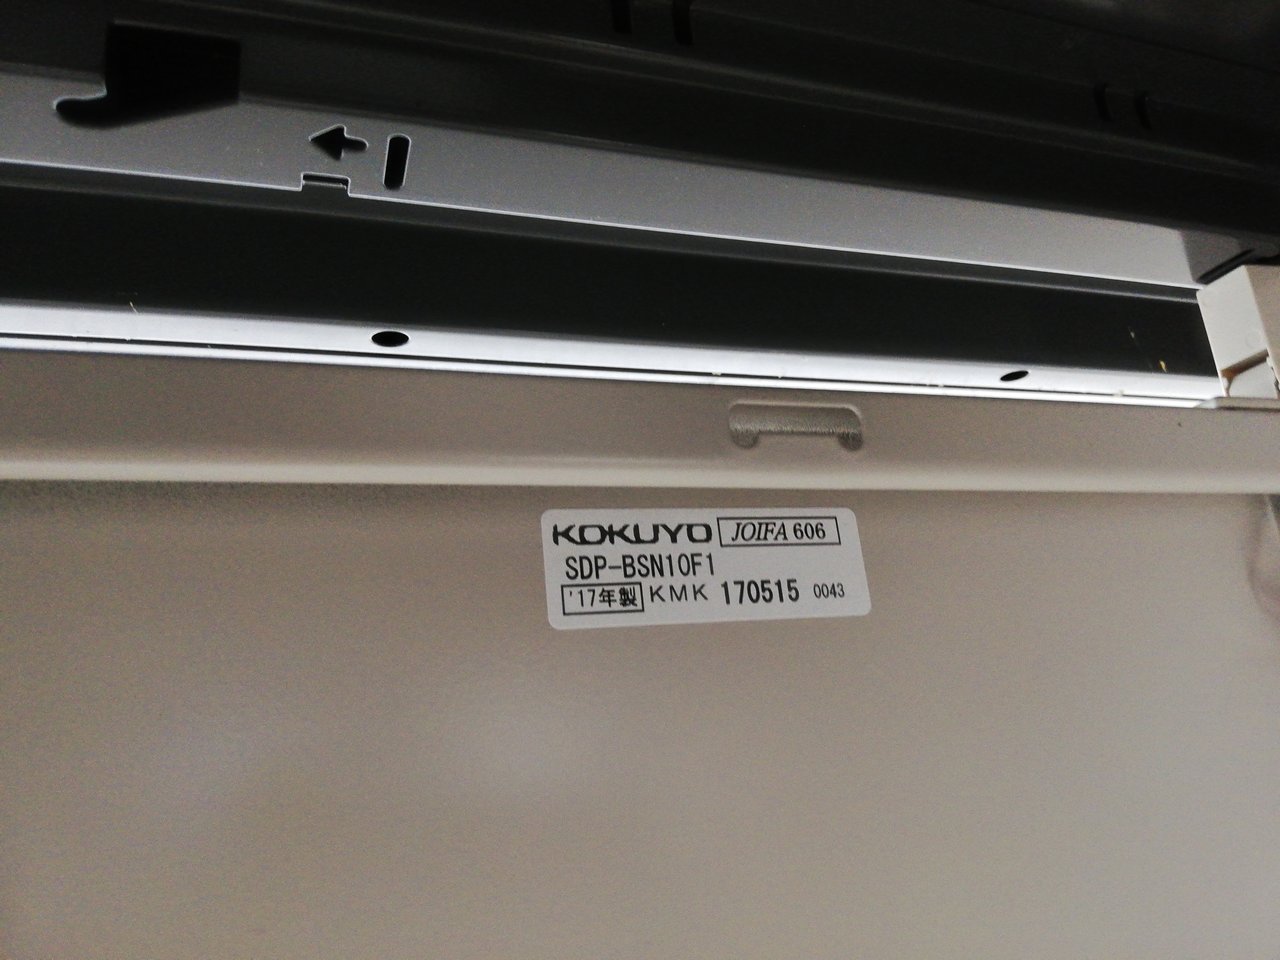 KOKUYO JOIFA 606
SDP-BSN10F1
'17年製 KMK 170515 0043